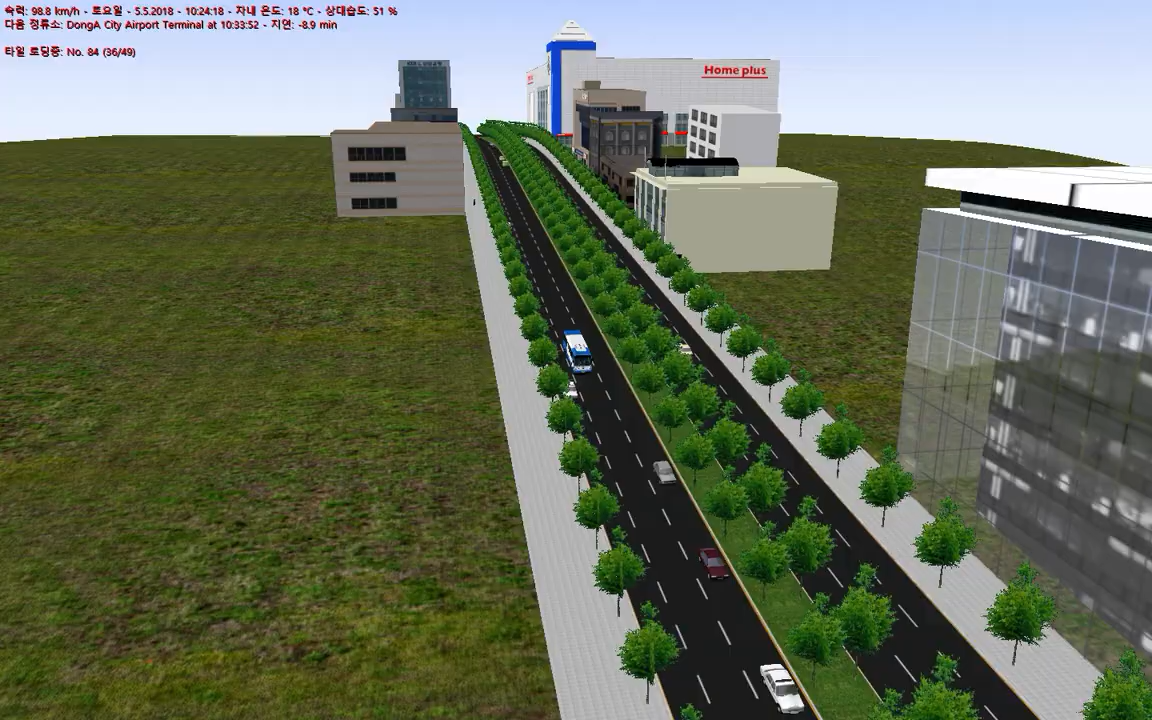 속력: 98.8 km/h - 토요일 - 5.5.2018 - 10:24:18 - 자내 온도: 18 °C - 상대습도: 51 %
다음 정류소: DongA City Airport Terminal at 10:33:52 - 지연: -8.9 min
타일 로딩중: No. 84 (36/49)
Home plus